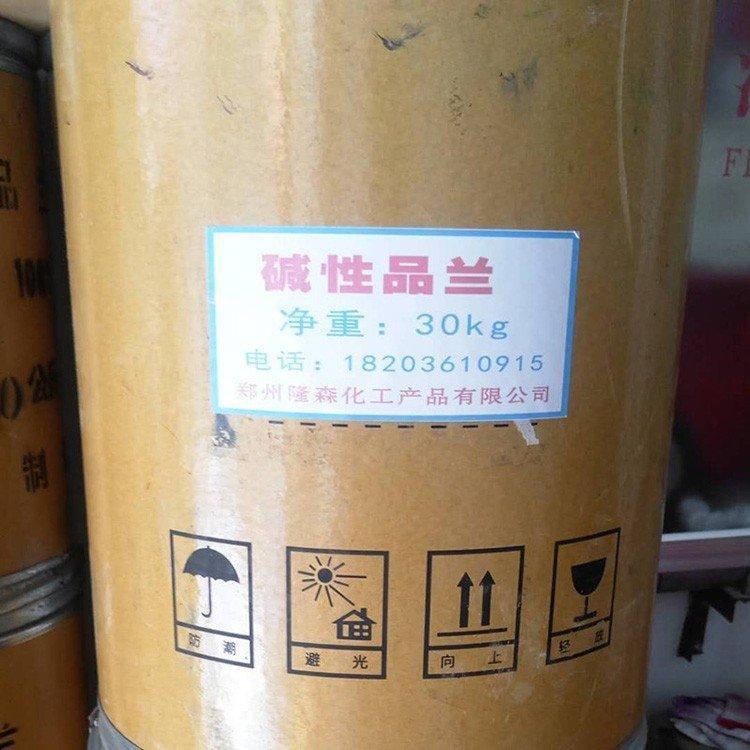 碱性品兰
净重：30kg
电话：18203610915
郑州隆森化工产品有限公司
防潮
避光
向上
轻放
制